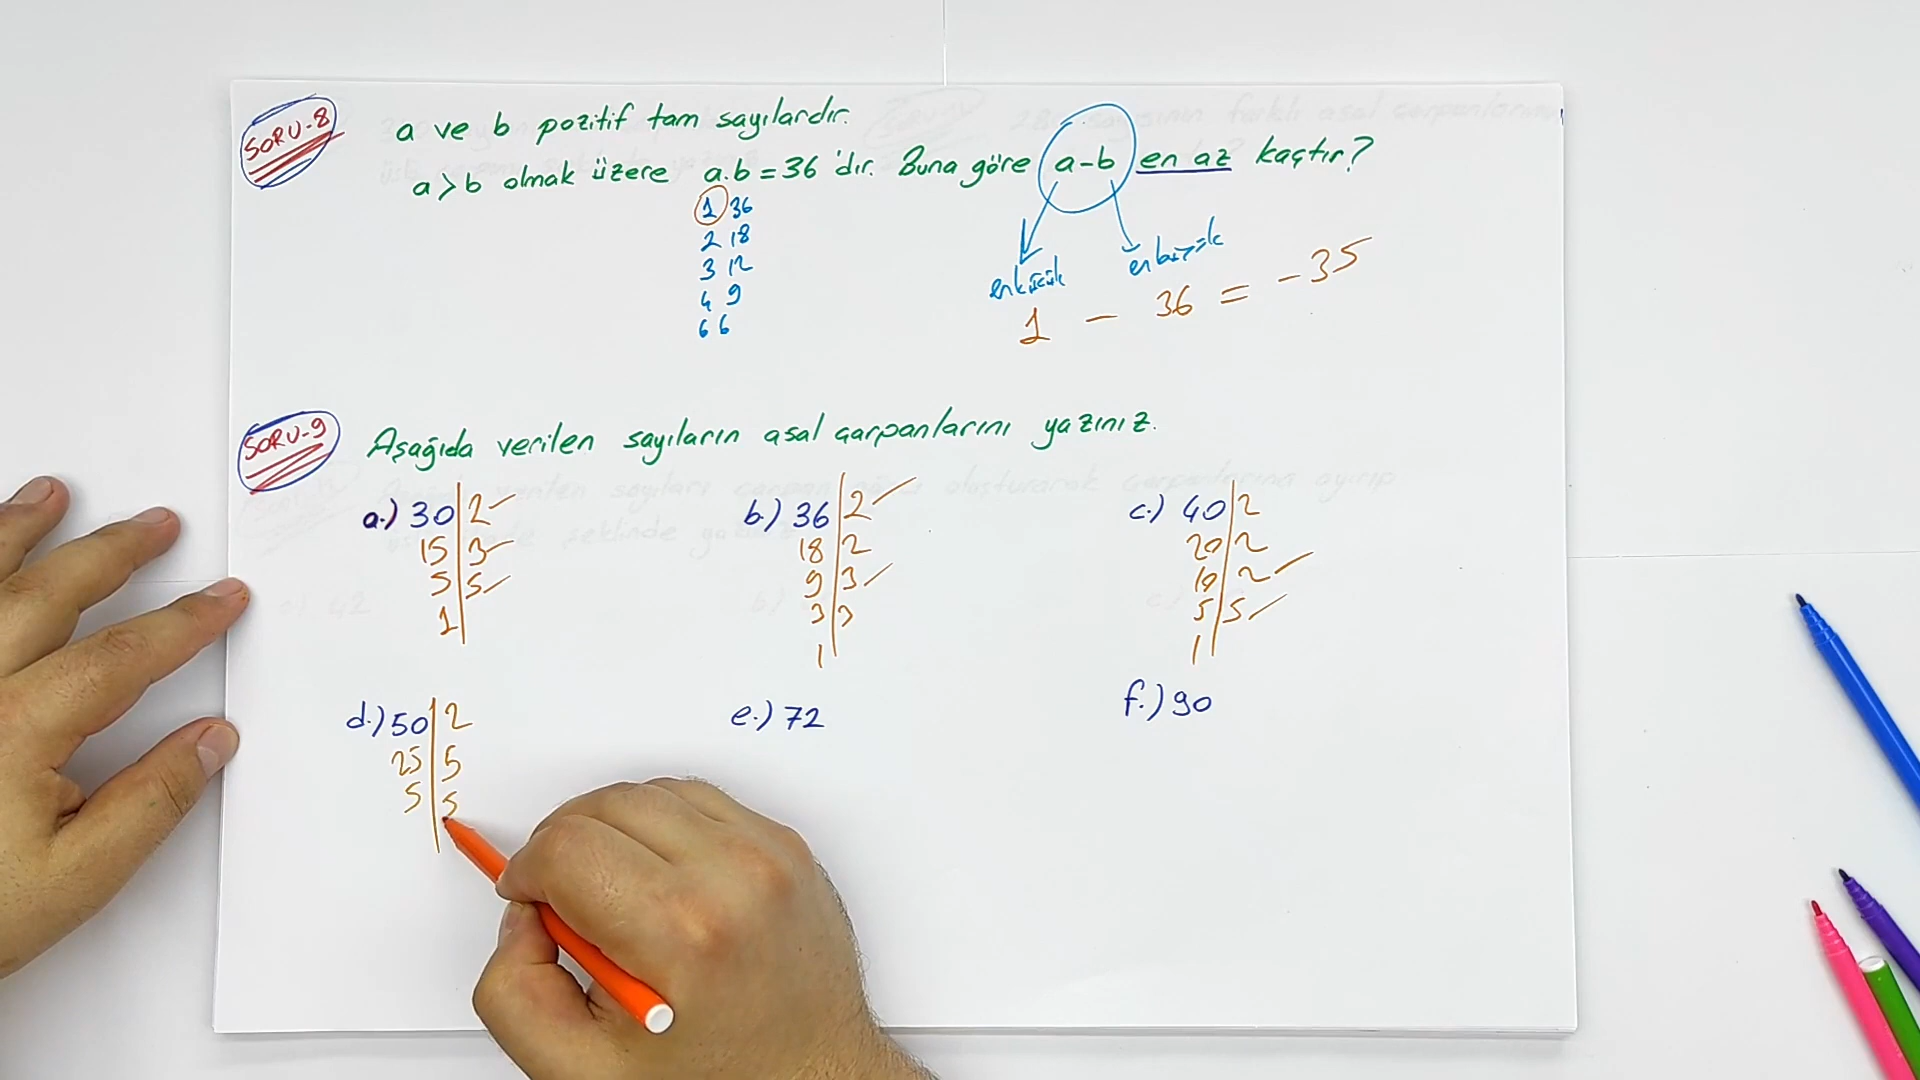 SORU-8
a ve b pozitif tam sayılardır.
a>b olmak üzere a.b=36'dır. Buna göre a-b en az kaçtır?
1 36
2 18
3 12
4 9
6 6
en küçük en büyük
1 - 36 = -35
SORU-9
Aşağıda verilen sayıların asal çarpanlarını yazınız.
a.) 30 2
15 3
5 5
1
b.) 36 2
18 2
9 3
3 3
1
c.) 40 2
20 2
10 2
5 5
1
d.) 50 2
25 5
5 5
e.) 72
f.) 90